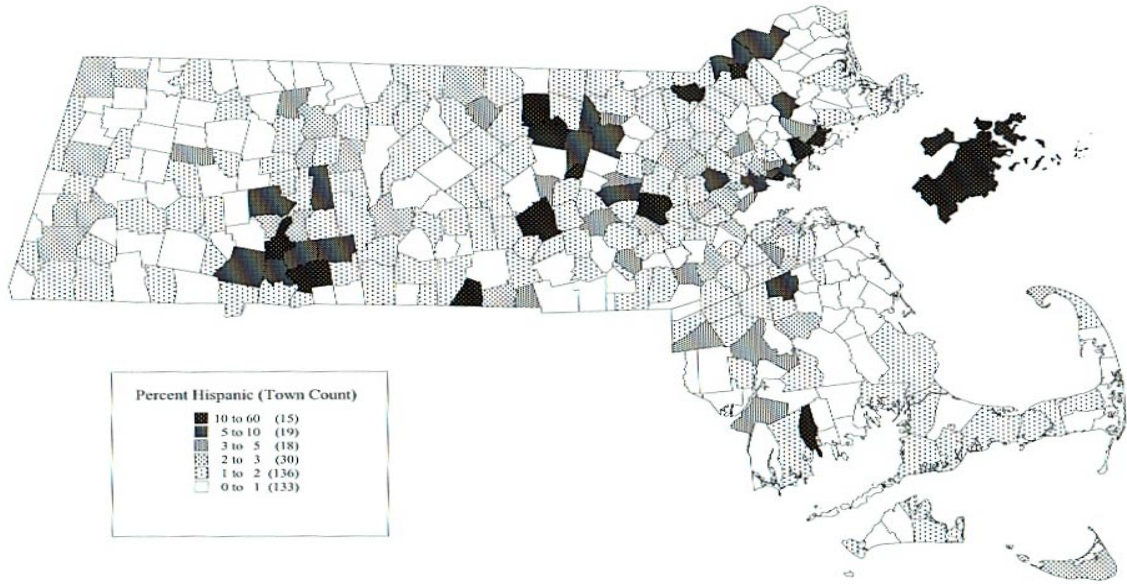 Percent Hispanic (Town Count)
10 to 60 (15)
5 to 10 (19)
3 to 5 (18)
2 to 3 (30)
1 to 2 (136)
0 to 1 (133)